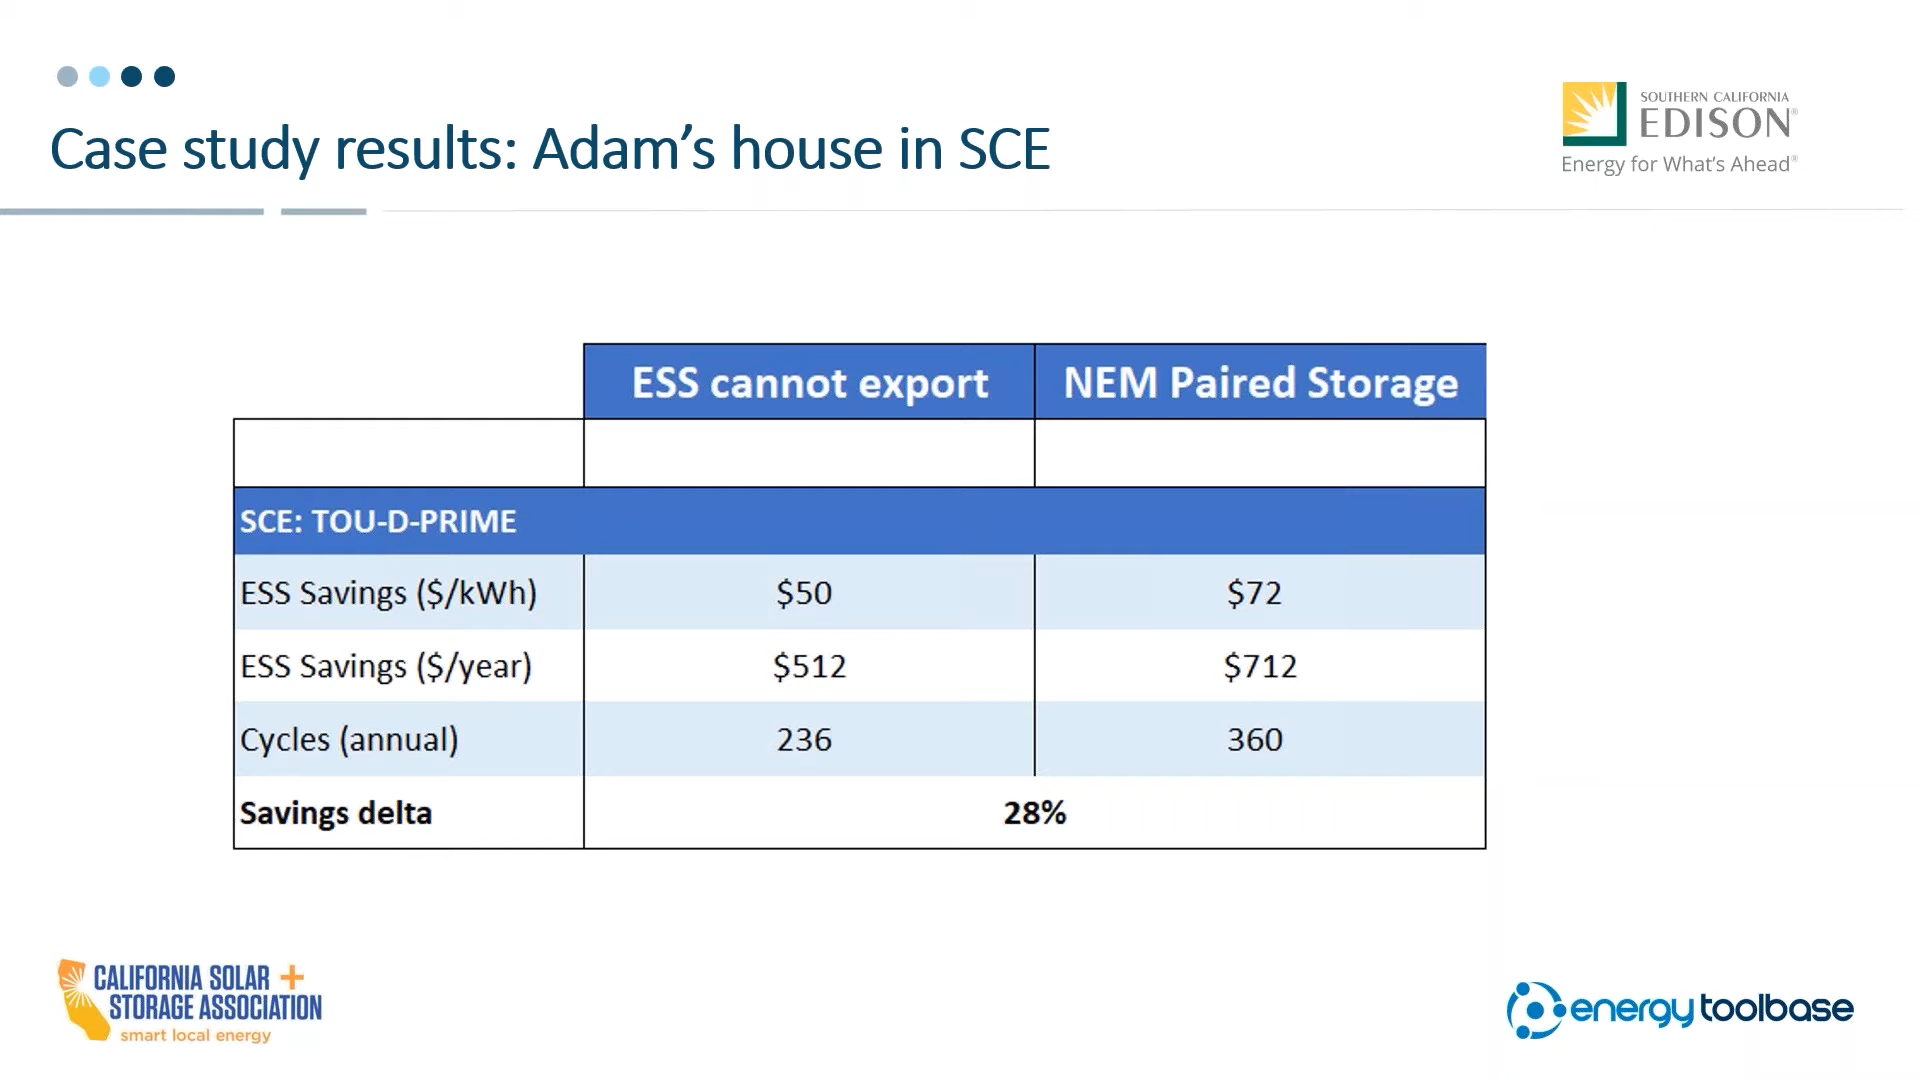 Case study results: Adam’s house in SCE
SOUTHERN CALIFORNIA
EDISON®
Energy for What's Ahead®
ESS cannot export
NEM Paired Storage
SCE: TOU-D-PRIME
ESS Savings ($/kWh)
$50
$72
ESS Savings ($/year)
$512
$712
Cycles (annual)
236
360
Savings delta
28%
CALIFORNIA SOLAR +
STORAGE ASSOCIATION
smart local energy
energy toolbase